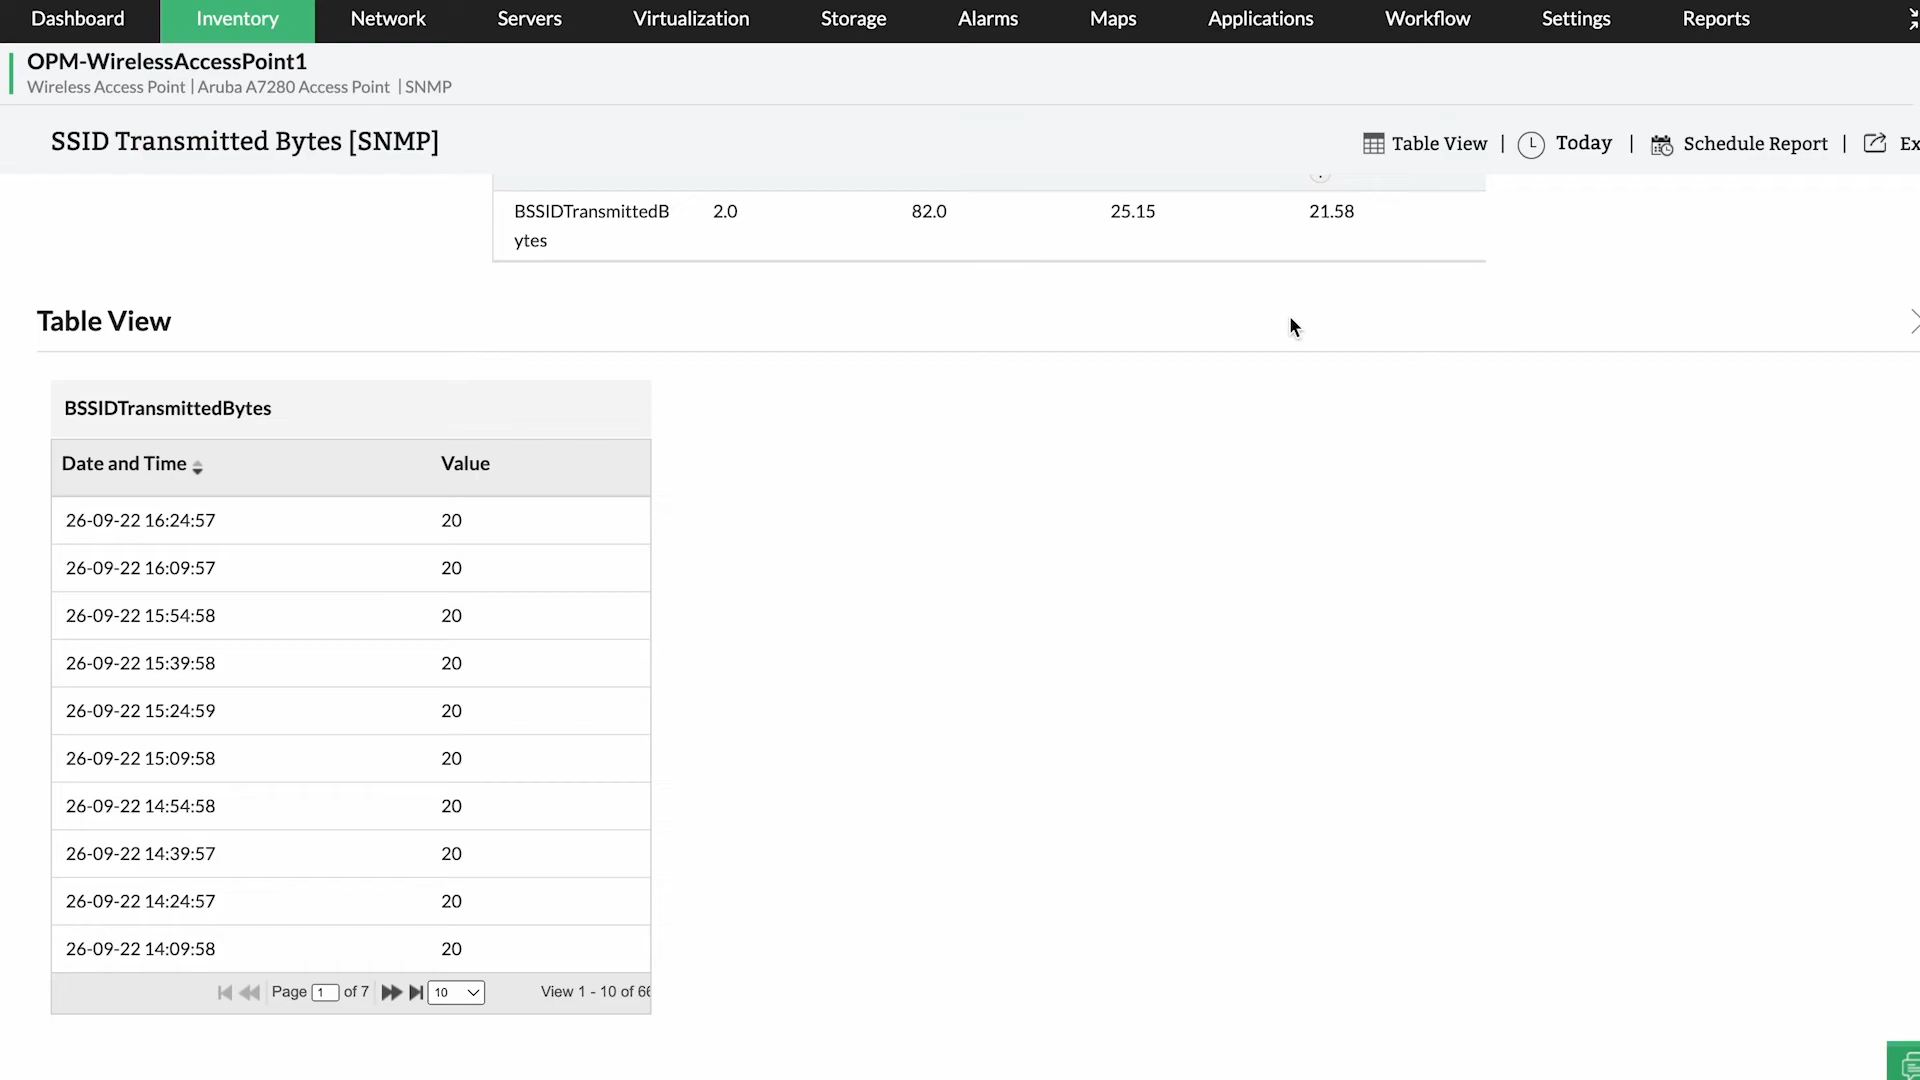 Dashboard Inventory Network Servers Virtualization Storage Alarms Maps Applications Workflow Settings Reports
OPM-WirelessAccessPoint1
Wireless Access Point | Aruba A7280 Access Point | SNMP
SSID Transmitted Bytes [SNMP] Table View | Today | Schedule Report | Ex
BSSIDTransmittedB 2.0 82.0 25.15 21.58
ytes
Table View
BSSIDTransmittedBytes
Date and Time Value
26-09-22 16:24:57 20
26-09-22 16:09:57 20
26-09-22 15:54:58 20
26-09-22 15:39:58 20
26-09-22 15:24:59 20
26-09-22 15:09:58 20
26-09-22 14:54:58 20
26-09-22 14:39:57 20
26-09-22 14:24:57 20
26-09-22 14:09:58 20
Page 1 of 7 10 View 1 - 10 of 66